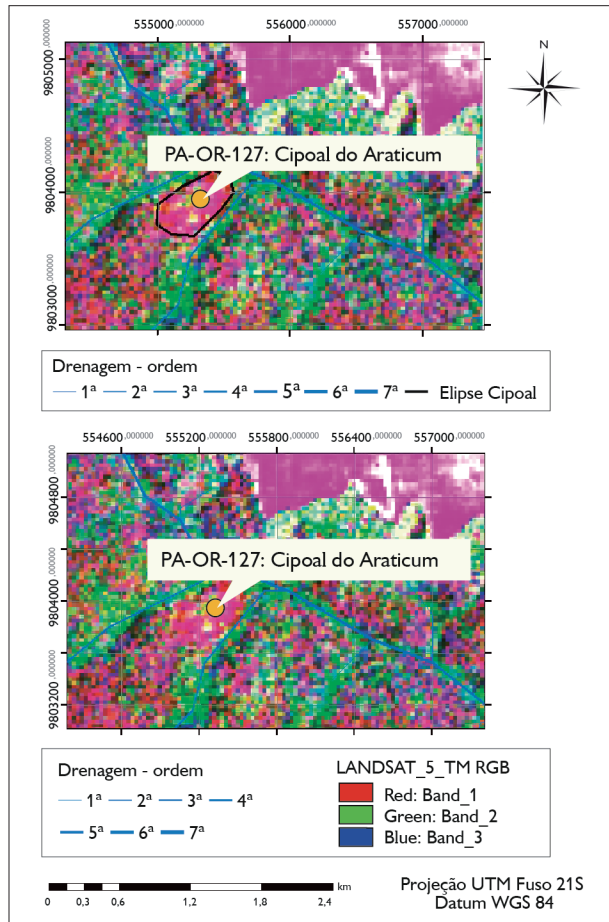 555000,000000 556000,000000 557000,000000
N
9805000,000000
9804000,000000
9803000,000000
PA-OR-127: Cipoal do Araticum
Drenagem - ordem
1ª 2ª 3ª 4ª 5ª 6ª 7ª Elipse Cipoal
554600,000000 555200,000000 555800,000000 556400,000000 557000,000000
9804800,000000
9804000,000000
9803200,000000
PA-OR-127: Cipoal do Araticum
Drenagem - ordem
1ª 2ª 3ª 4ª
5ª 6ª 7ª
LANDSAT_5_TM RGB
Red: Band_1
Green: Band_2
Blue: Band_3
km
0 0,3 0,6 1,2 1,8 2,4
Projeção UTM Fuso 21S
Datum WGS 84